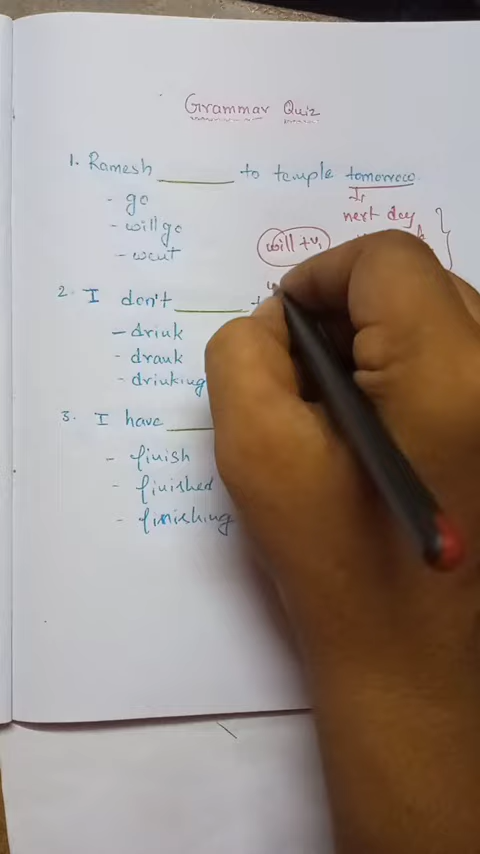 Grammar Quiz
1. Ramesh ______ to temple tomorrow.
- go
- will go
- went
next day
will + v1
2. I don't ______
- drink
- drank
- drinking
3. I have ______
- finish
- finished
- finishing